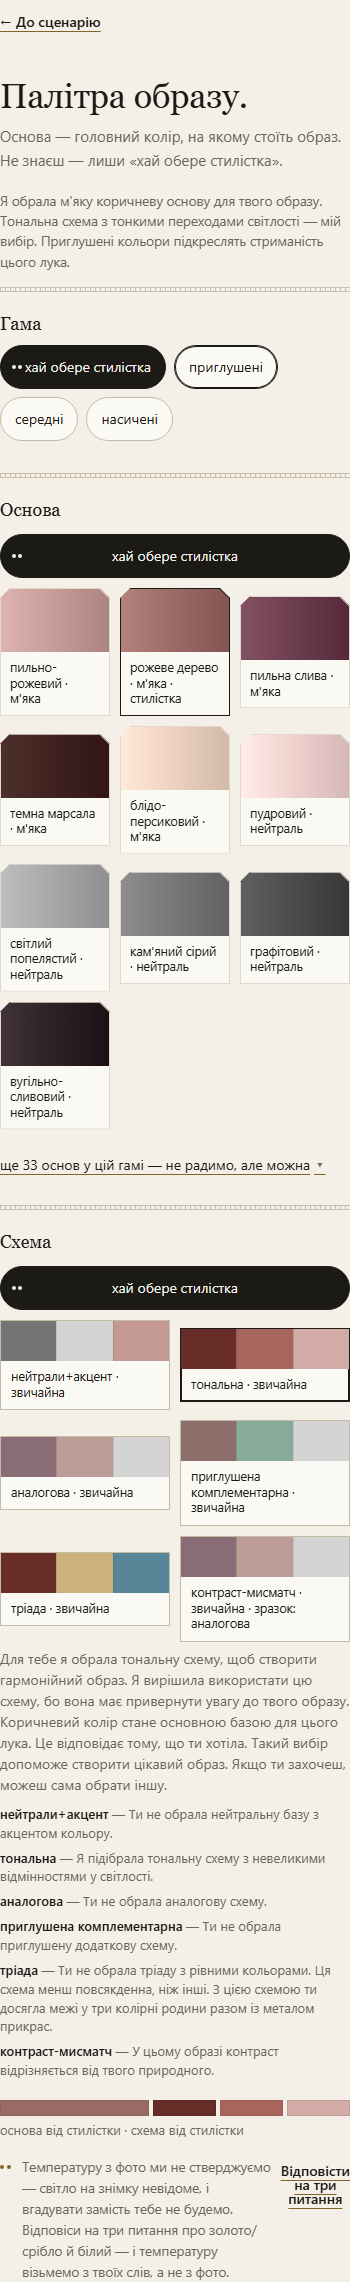 ← До сценарію
Палітра образу.
Основа — головний колір, на якому стоїть образ.
Не знаєш — лиши «хай обере стилістка».
Я обрала м'яку коричневу основу для твого образу.
Тональна схема з тонкими переходами світлості — мій
вибір. Приглушені кольори підкреслять стриманість
цього лука.
Гама
хай обере стилістка
приглушені
середні
насичені
Основа
хай обере стилістка
пильно-
рожевий ·
м'яка
рожеве дерево
· м'яка ·
стилістка
пильна слива ·
м'яка
темна марсала
· м'яка
блідо-
персиковий ·
м'яка
пудровий ·
нейтраль
світлий
попелястий ·
нейтраль
кам'яний сірий
· нейтраль
графітовий ·
нейтраль
вугільно-
сливовий ·
нейтраль
ще 33 основ у цій гамі — не радимо, але можна ▾
Схема
хай обере стилістка
нейтрали+акцент ·
звичайна
тональна · звичайна
аналогова · звичайна
приглушена
комплементарна ·
звичайна
тріада · звичайна
контраст-мисматч ·
звичайна · зразок:
аналогова
Для тебе я обрала тональну схему, щоб створити
гармонійний образ. Я вирішила використати цю
схему, бо вона має привернути увагу до твого образу.
Коричневий колір стане основною базою для цього
лука. Це відповідає тому, що ти хотіла. Такий вибір
допоможе створити цікавий образ. Якщо ти захочеш,
можеш сама обрати іншу.
нейтрали+акцент — Ти не обрала нейтральну базу з
акцентом кольору.
тональна — Я підібрала тональну схему з невеликими
відмінностями у світлості.
аналогова — Ти не обрала аналогову схему.
приглушена комплементарна — Ти не обрала
приглушену додаткову схему.
тріада — Ти не обрала тріаду з рівними кольорами. Ця
схема менш повсякденна, ніж інші. З цією схемою ти
досягла межі у три колірні родини разом із металом
прикрас.
контраст-мисматч — У цьому образі контраст
відрізняється від твого природного.
основа від стилістки · схема від стилістки
Температуру з фото ми не стверджуємо
— світло на знімку невідоме, і
вгадувати замість тебе не будемо.
Відповіси на три питання про золото/
срібло й білий — і температуру
візьмемо з твоїх слів, а не з фото.
Відповісти
на три
питання